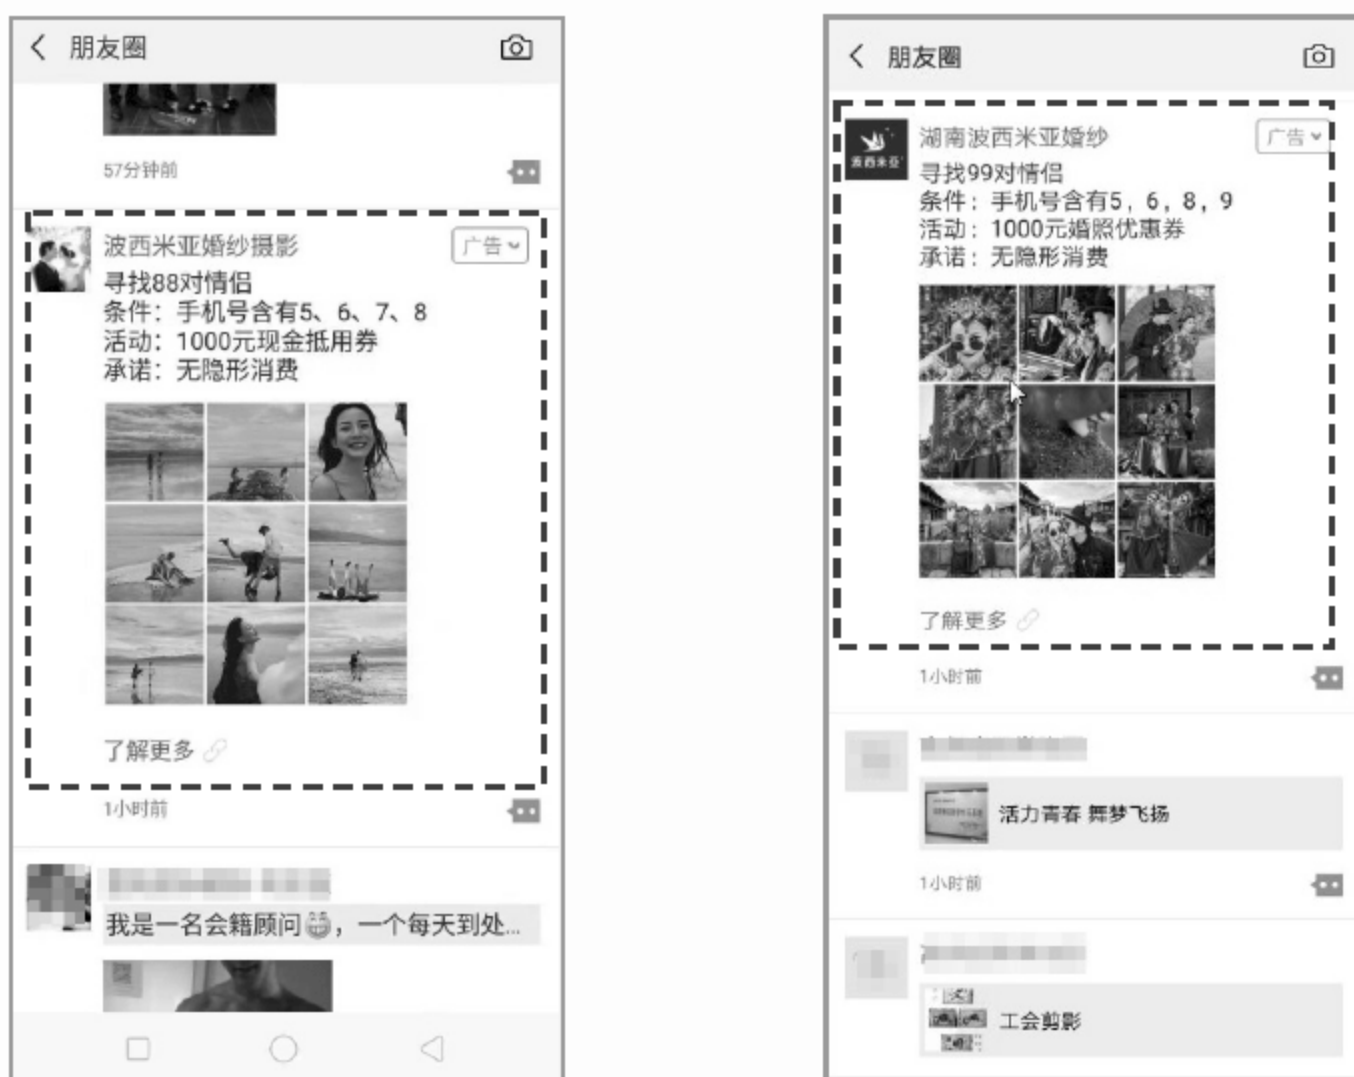 朋友圈
57分钟前
波西米亚婚纱摄影
广告
寻找88对情侣
条件：手机号含有5、6、7、8
活动：1000元现金抵用券
承诺：无隐形消费
了解更多
1小时前
我是一名会籍顾问😁，一个每天到处...
朋友圈
波西米亚
湖南波西米亚婚纱
广告
寻找99对情侣
条件：手机号含有5，6，8，9
活动：1000元婚照优惠券
承诺：无隐形消费
了解更多
1小时前
活力青春 舞梦飞扬
1小时前
工会剪影